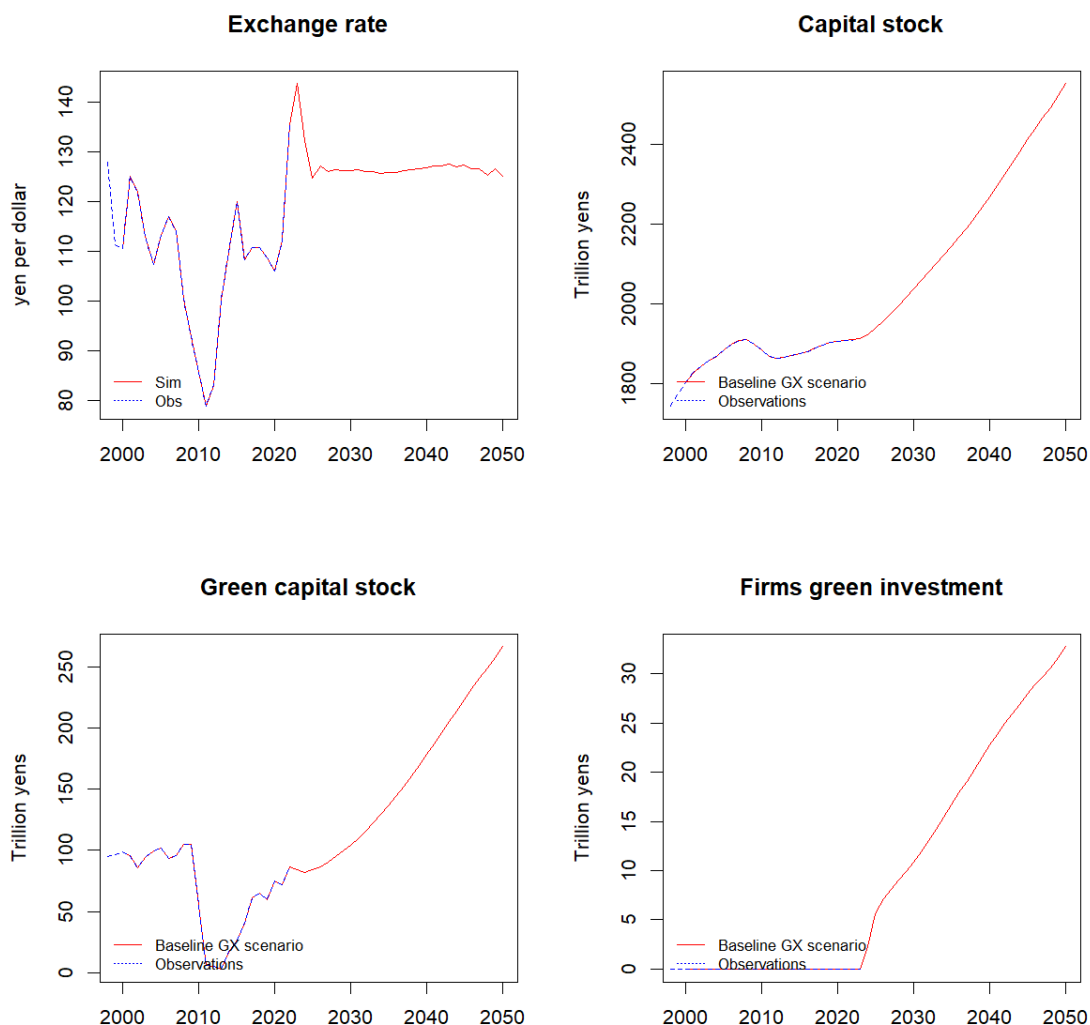 Exchange rate
yen per dollar
140
130
120
110
100
90
80
Sim
Obs
2000 2010 2020 2030 2040 2050
Capital stock
Trillion yens
2400
2200
2000
1800
Baseline GX scenario
Observations
2000 2010 2020 2030 2040 2050
Green capital stock
Trillion yens
250
200
150
100
50
0
Baseline GX scenario
Observations
2000 2010 2020 2030 2040 2050
Firms green investment
Trillion yens
30
25
20
15
10
5
0
Baseline GX scenario
Observations
2000 2010 2020 2030 2040 2050